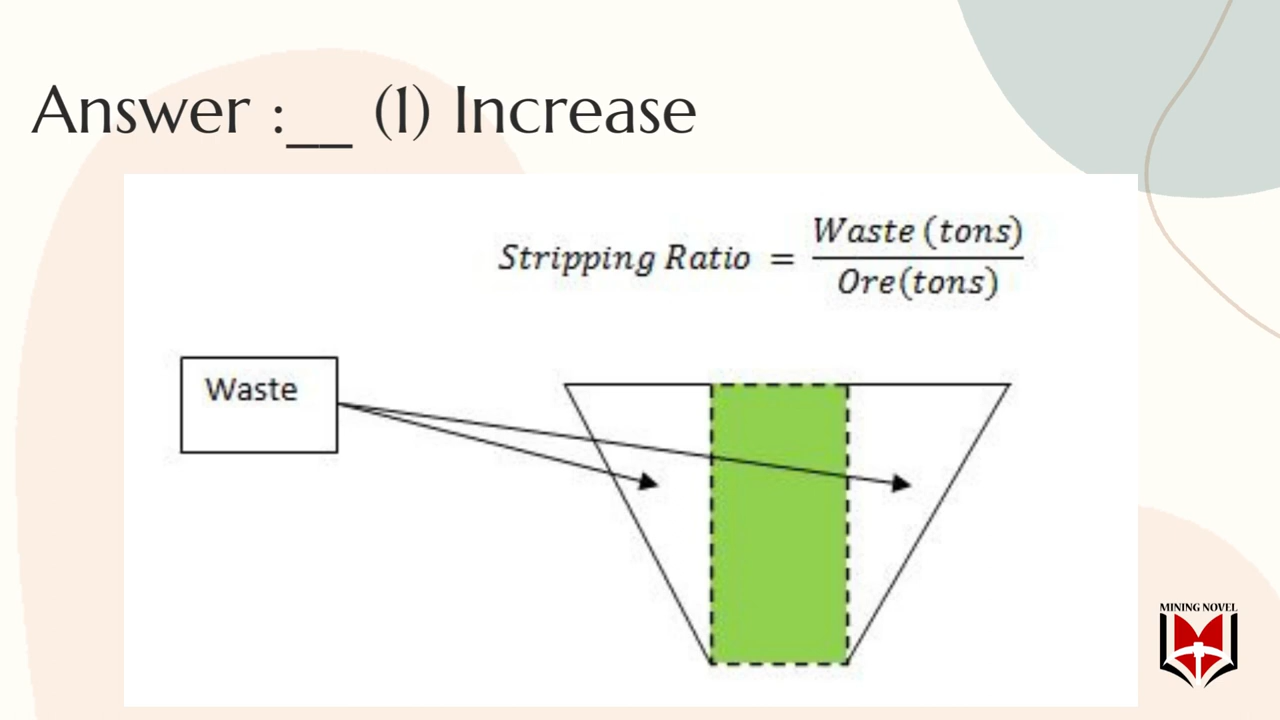 Answer :__ (1) Increase
Stripping Ratio = Waste (tons) / Ore(tons)
Waste
MINING NOVEL